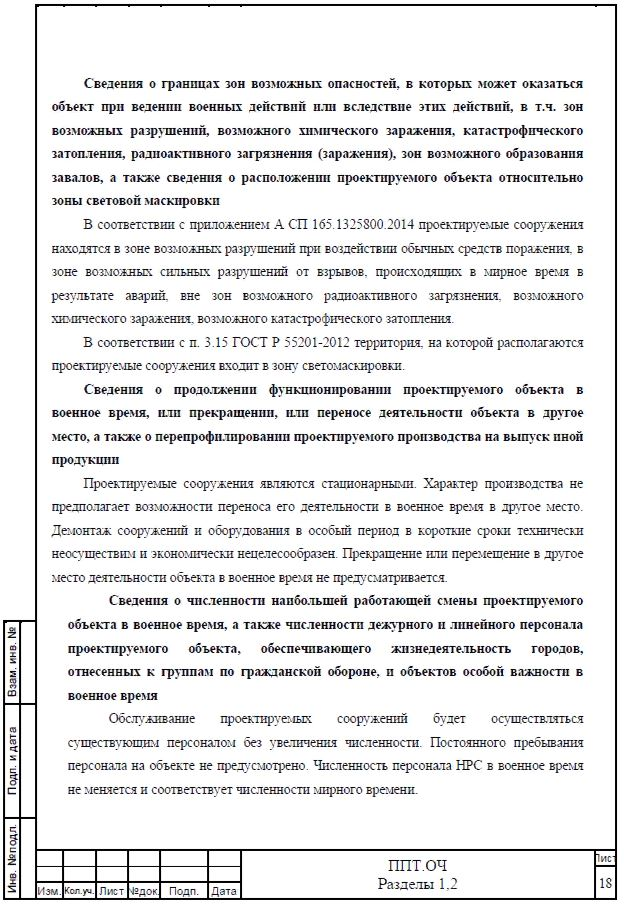 Сведения о границах зон возможных опасностей, в которых может оказаться
объект при ведении военных действий или вследствие этих действий, в т.ч. зон
возможных разрушений, возможного химического заражения, катастрофического
затопления, радиоактивного загрязнения (заражения), зон возможного образования
завалов, а также сведения о расположении проектируемого объекта относительно
зоны световой маскировки
В соответствии с приложением А СП 165.1325800.2014 проектируемые сооружения
находятся в зоне возможных разрушений при воздействии обычных средств поражения, в
зоне возможных сильных разрушений от взрывов, происходящих в мирное время в
результате аварий, вне зон возможного радиоактивного загрязнения, возможного
химического заражения, возможного катастрофического затопления.
В соответствии с п. 3.15 ГОСТ Р 55201-2012 территория, на которой располагаются
проектируемые сооружения входит в зону светомаскировки.
Сведения о продолжении функционировании проектируемого объекта в
военное время, или прекращении, или переносе деятельности объекта в другое
место, а также о перепрофилировании проектируемого производства на выпуск иной
продукции
Проектируемые сооружения являются стационарными. Характер производства не
предполагает возможности переноса его деятельности в военное время в другое место.
Демонтаж сооружений и оборудования в особый период в короткие сроки технически
неосуществим и экономически нецелесообразен. Прекращение или перемещение в другое
место деятельности объекта в военное время не предусматривается.
Сведения о численности наибольшей работающей смены проектируемого
объекта в военное время, а также численности дежурного и линейного персонала
проектируемого объекта, обеспечивающего жизнедеятельность городов,
отнесенных к группам по гражданской обороне, и объектов особой важности в
военное время
Обслуживание проектируемых сооружений будет осуществляться
существующим персоналом без увеличения численности. Постоянного пребывания
персонала на объекте не предусмотрено. Численность персонала НРС в военное время
не меняется и соответствует численности мирного времени.
Взам. инв. №
Подп. и дата
Инв. №подл.
Изм. Кол.уч. Лист №док. Подп. Дата
ППТ.ОЧ
Разделы 1,2
Лист
18